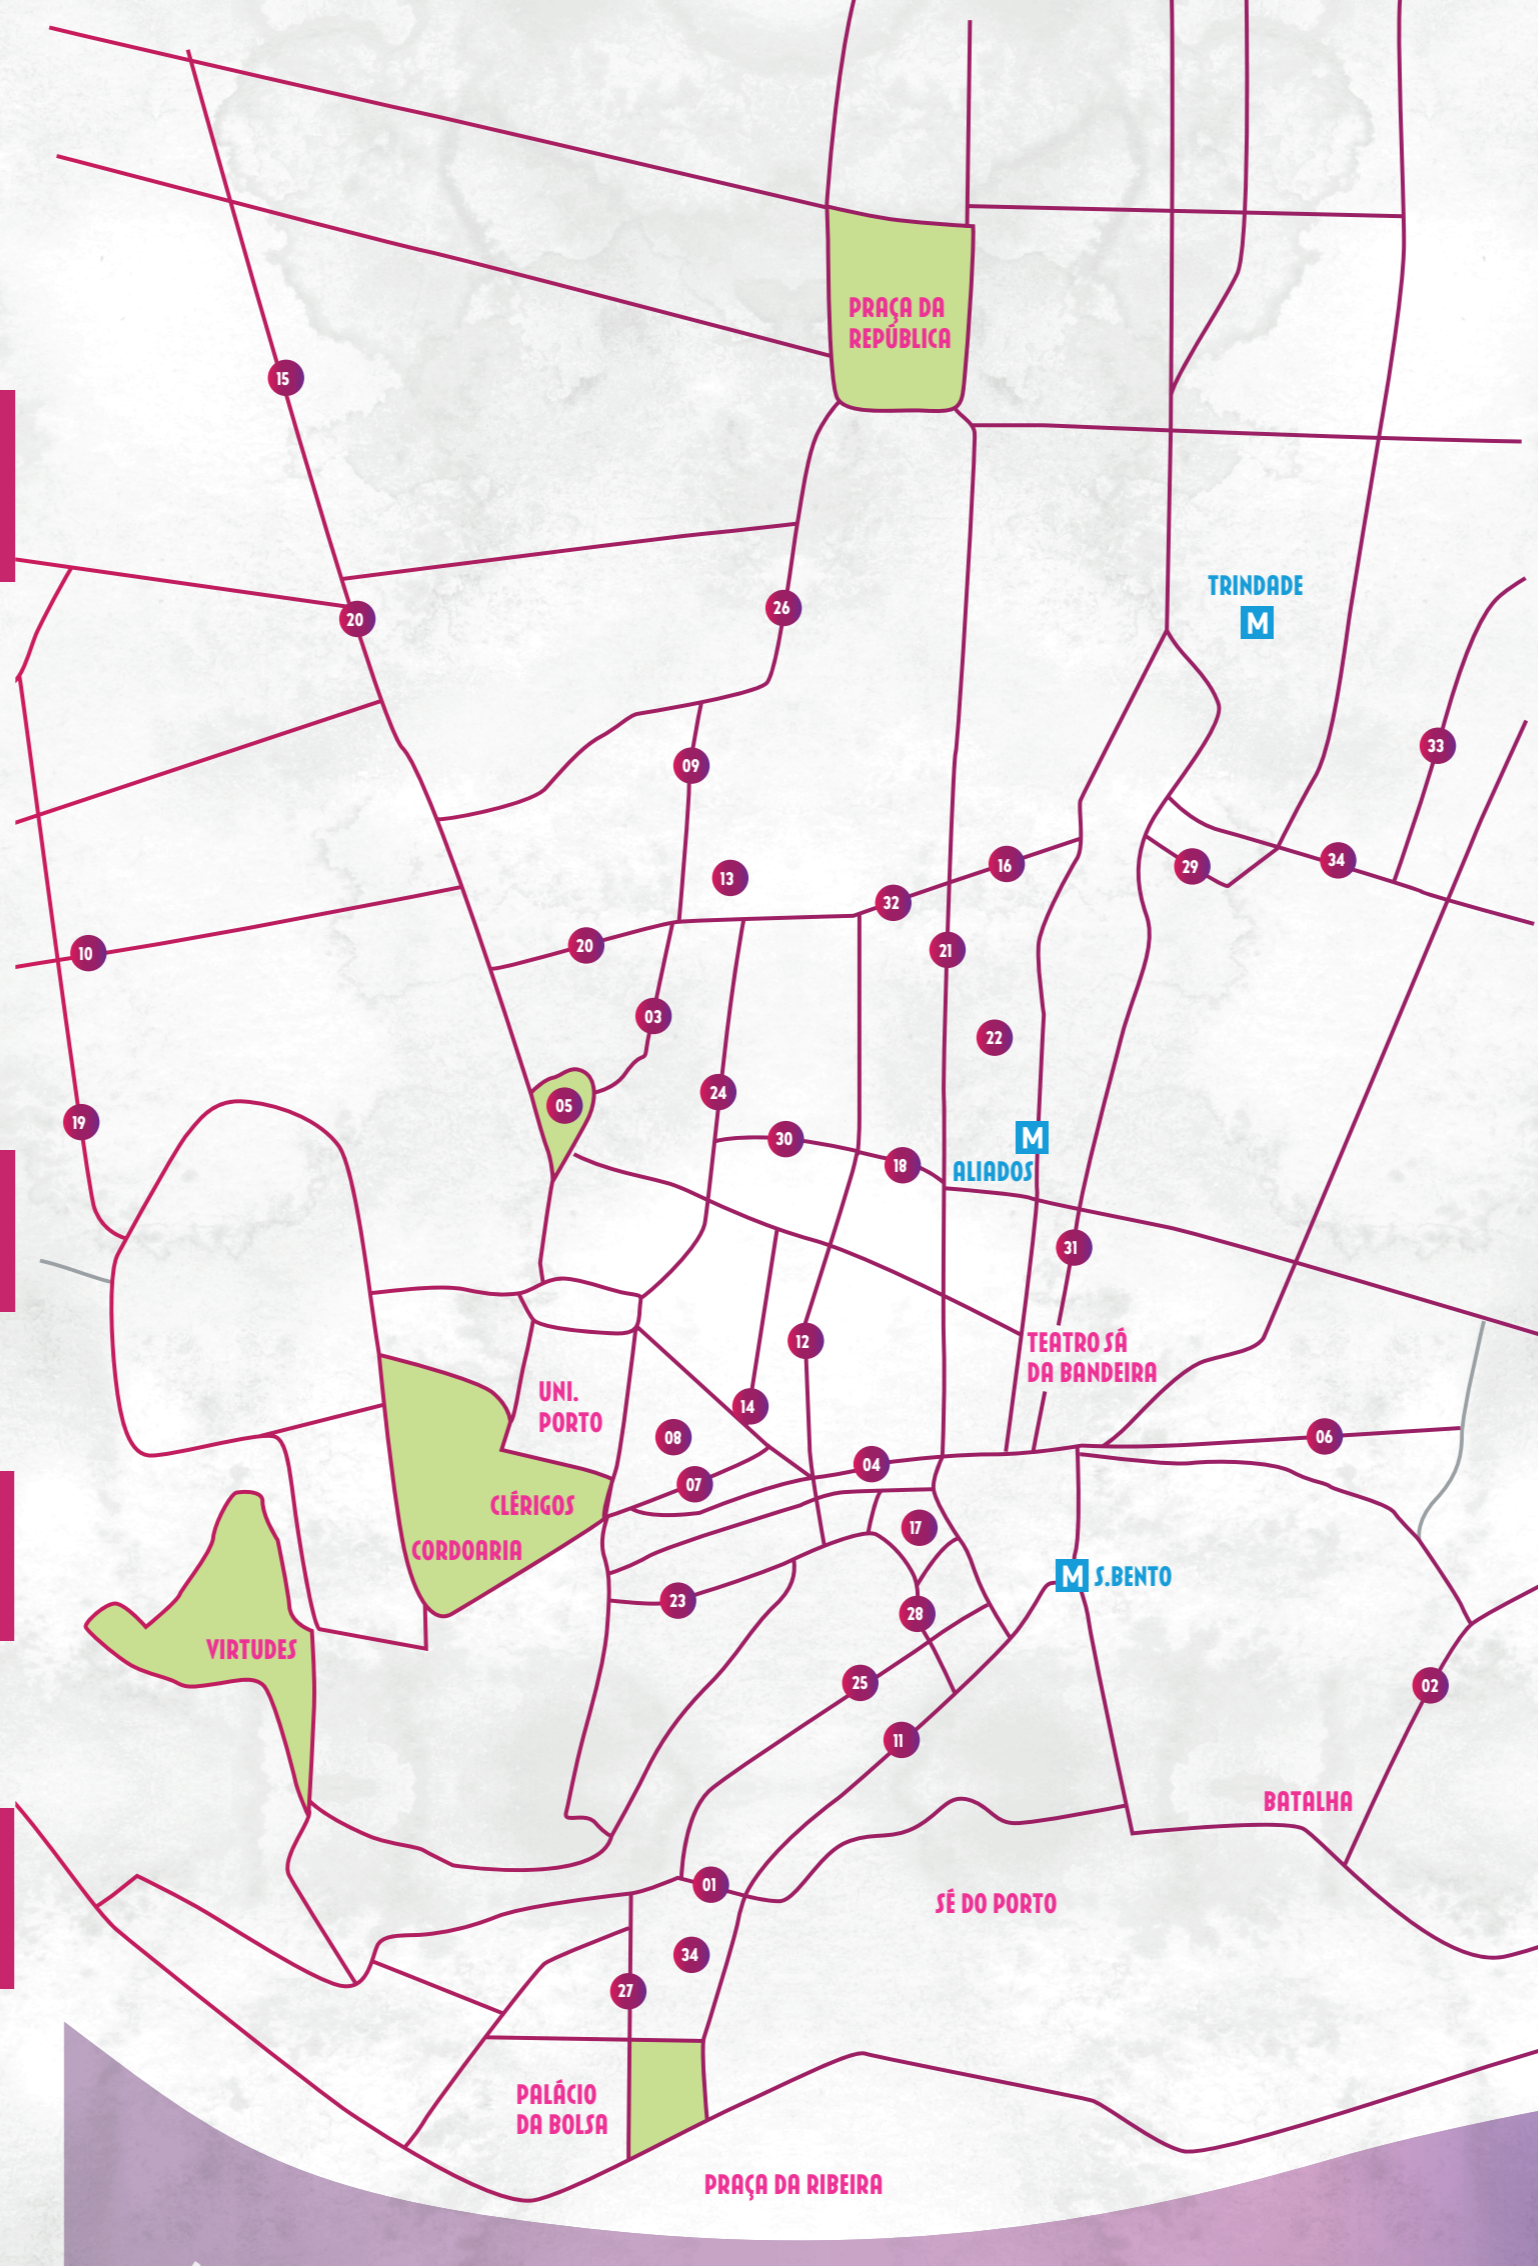 PRAÇA DA
REPÚBLICA
15
TRINDADE
M
20
26
33
09
13
16
34
29
32
20
21
10
03
22
24
05
19
M
30
18
ALIADOS
31
12
TEATRO SÁ
DA BANDEIRA
UNI.
PORTO
14
08
06
04
07
CLÉRIGOS
17
CORDOARIA
M S.BENTO
23
28
VIRTUDES
25
02
11
BATALHA
01
SÉ DO PORTO
34
27
PALÁCIO
DA BOLSA
PRAÇA DA RIBEIRA